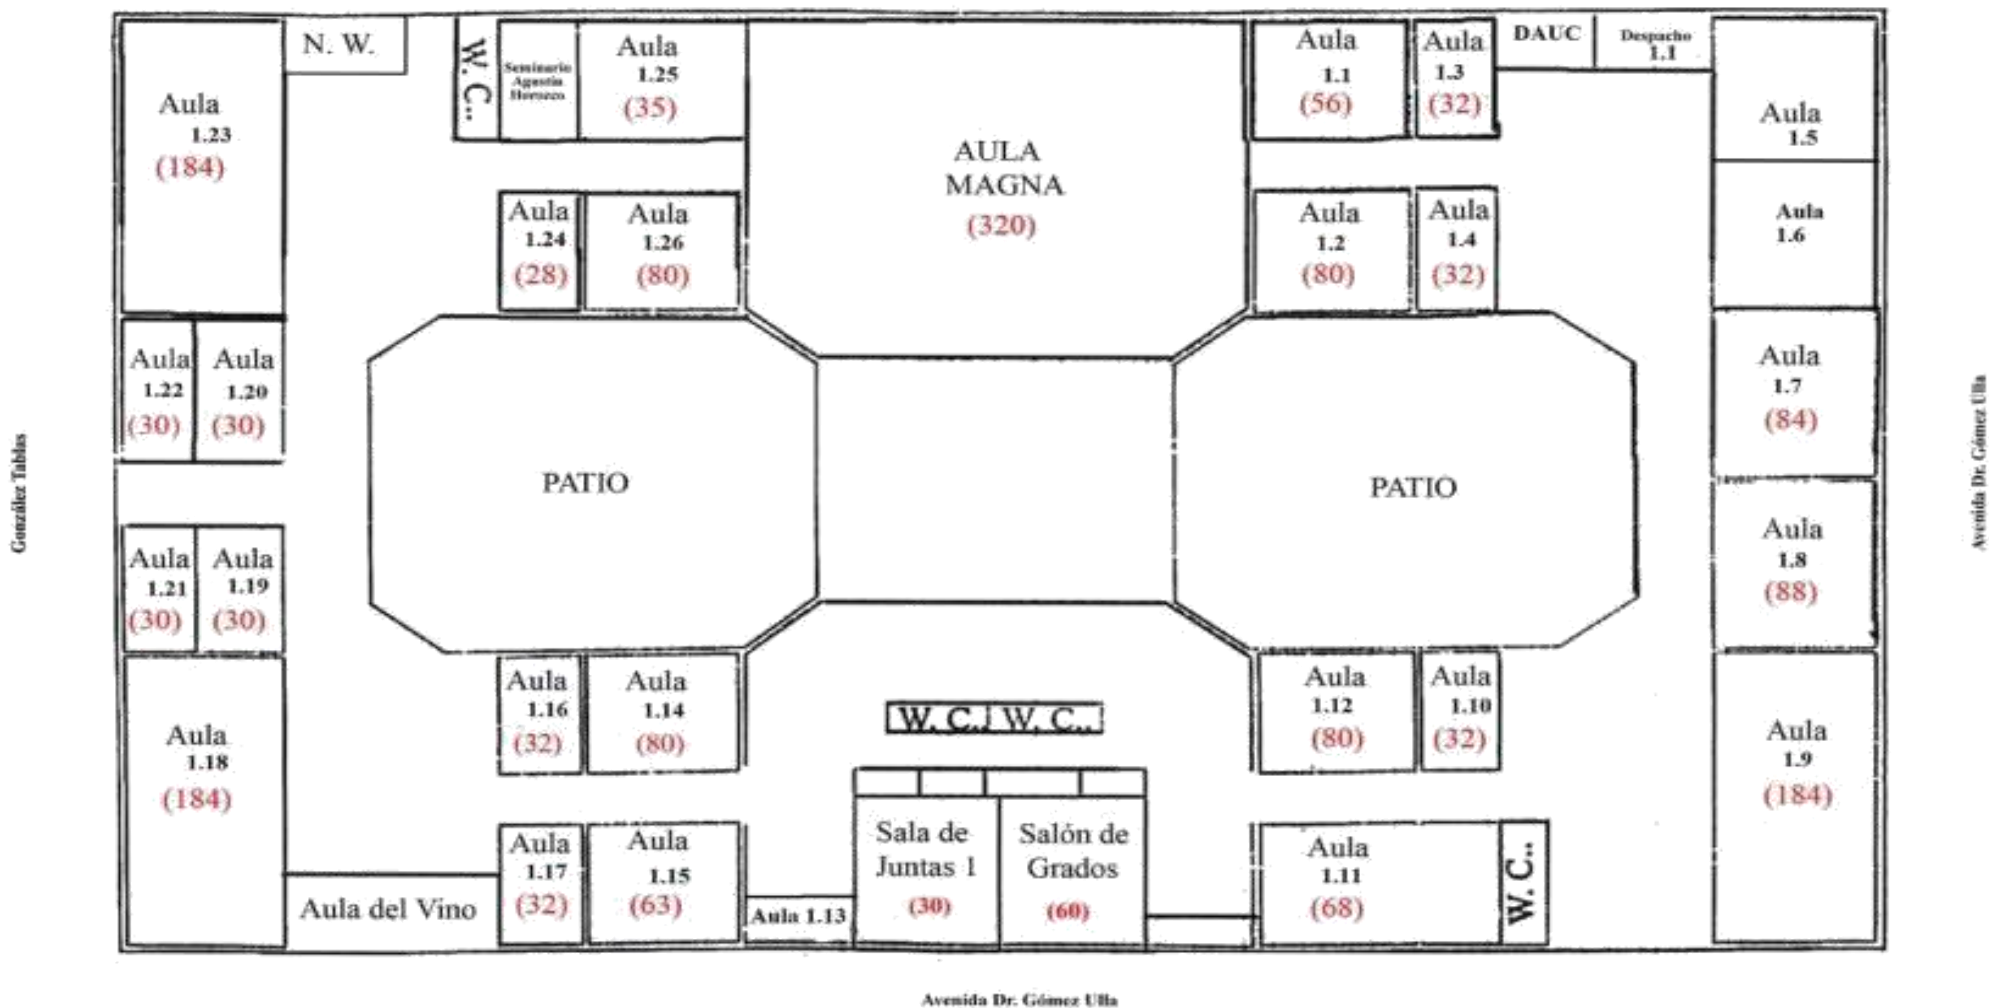 N. W.
W. C..
Seminario
Agustín
Horozco
Aula
1.25
(35)
Aula
1.1
(56)
Aula
1.3
(32)
DAUC
Despacho
1.1
Aula
1.23
(184)
AULA
MAGNA
(320)
Aula
1.5
Aula
1.24
(28)
Aula
1.26
(80)
Aula
1.2
(80)
Aula
1.4
(32)
Aula
1.6
Aula
1.22
(30)
Aula
1.20
(30)
Aula
1.7
(84)
González Tablas
PATIO
PATIO
Avenida Dr. Gómez Ulla
Aula
1.21
(30)
Aula
1.19
(30)
Aula
1.8
(88)
Aula
1.18
(184)
Aula
1.16
(32)
Aula
1.14
(80)
W. C.. W. C..
Aula
1.12
(80)
Aula
1.10
(32)
Aula
1.9
(184)
Aula del Vino
Aula
1.17
(32)
Aula
1.15
(63)
Aula 1.13
Sala de
Juntas 1
(30)
Salón de
Grados
(60)
Aula
1.11
(68)
W. C..
Avenida Dr. Gómez Ulla